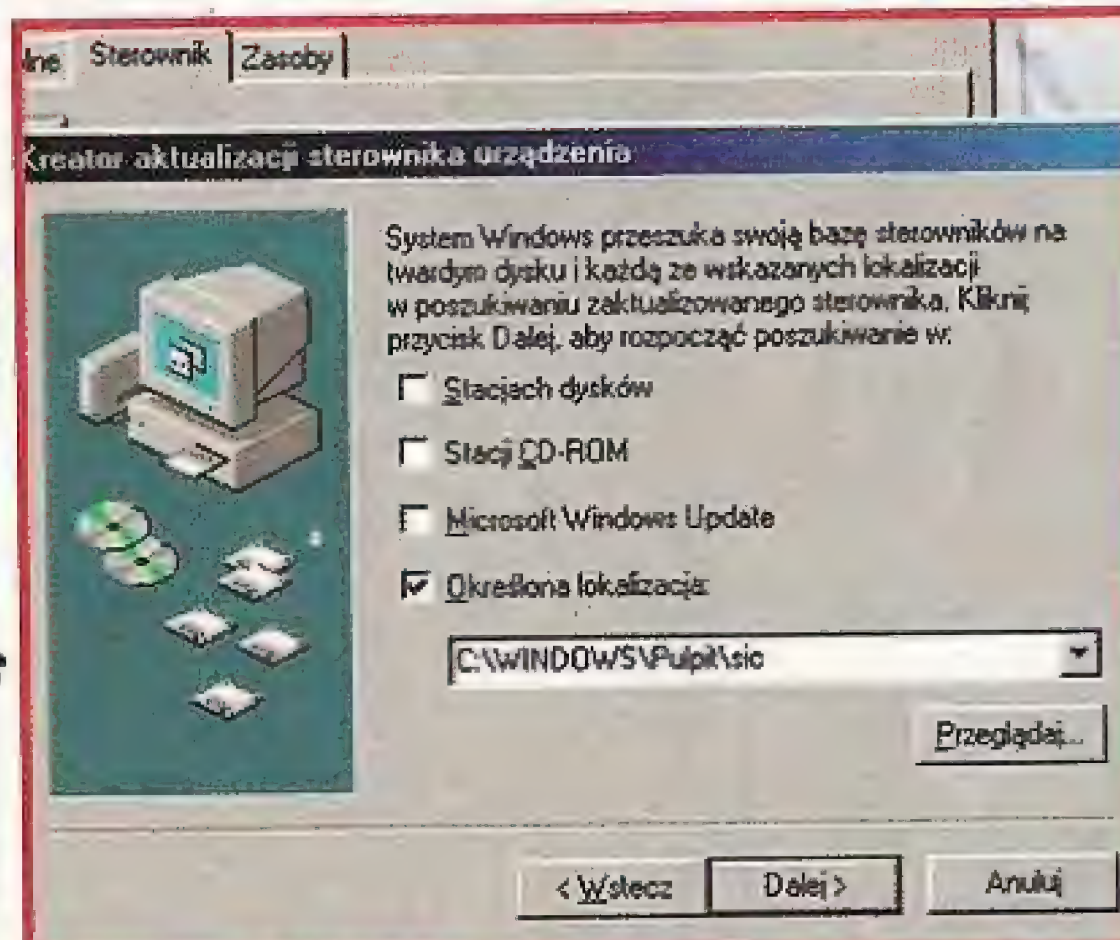 lne Sterownik Zasoby
Kreator aktualizacji sterownika urządzenia
System Windows przeszuka swoją bazę sterowników na
twardym dysku i każdą ze wskazanych lokalizacji
w poszukiwaniu zaktualizowanego sterownika. Kliknij
przycisk Dalej, aby rozpocząć poszukiwanie w:
Stacjach dysków
Stacji CD-ROM
Microsoft Windows Update
Określona lokalizacja:
C:\WINDOWS\Pulpit\sio
Przeglądaj...
< Wstecz Dalej > Anuluj